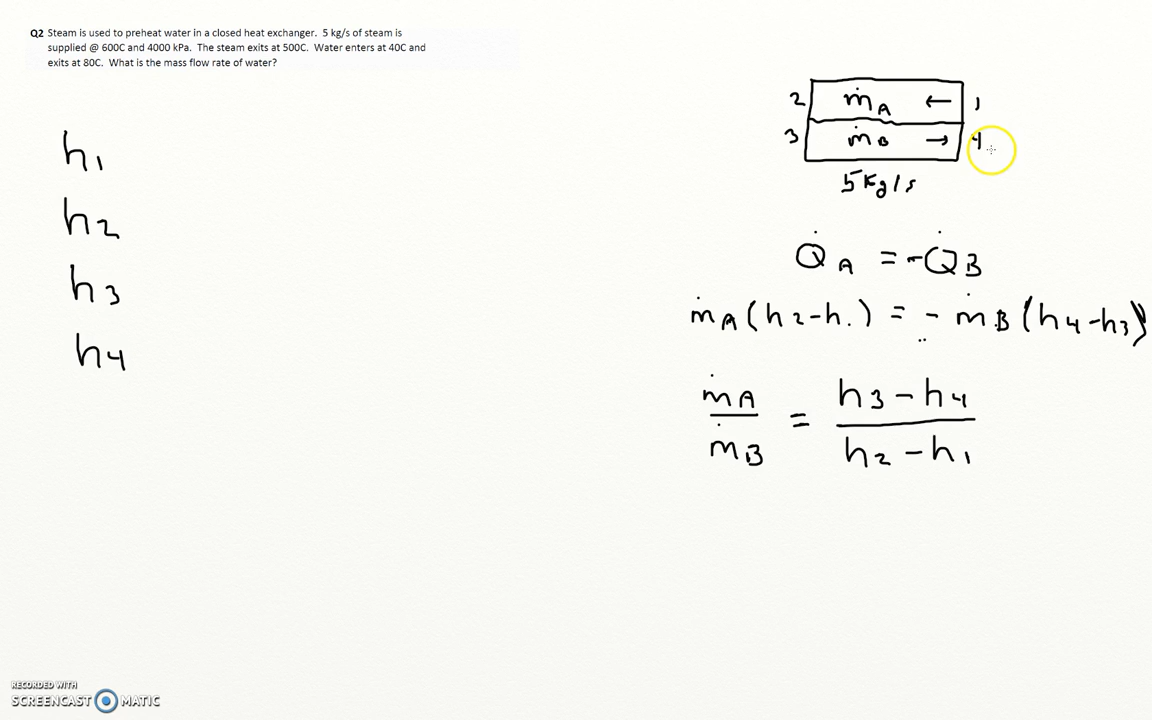 Q2 Steam is used to preheat water in a closed heat exchanger. 5 kg/s of steam is
supplied @ 600C and 4000 kPa. The steam exits at 500C. Water enters at 40C and
exits at 80C. What is the mass flow rate of water?
2 ṁA ← 1
3 ṁB → 4
5 Kg/s
h1
h2
h3
h4
Q̇A = -Q̇B
ṁA (h2-h1) = - ṁB (h4-h3)
ṁA / ṁB = h3 - h4 / h2 - h1
RECORDED WITH
SCREENCAST MATIC